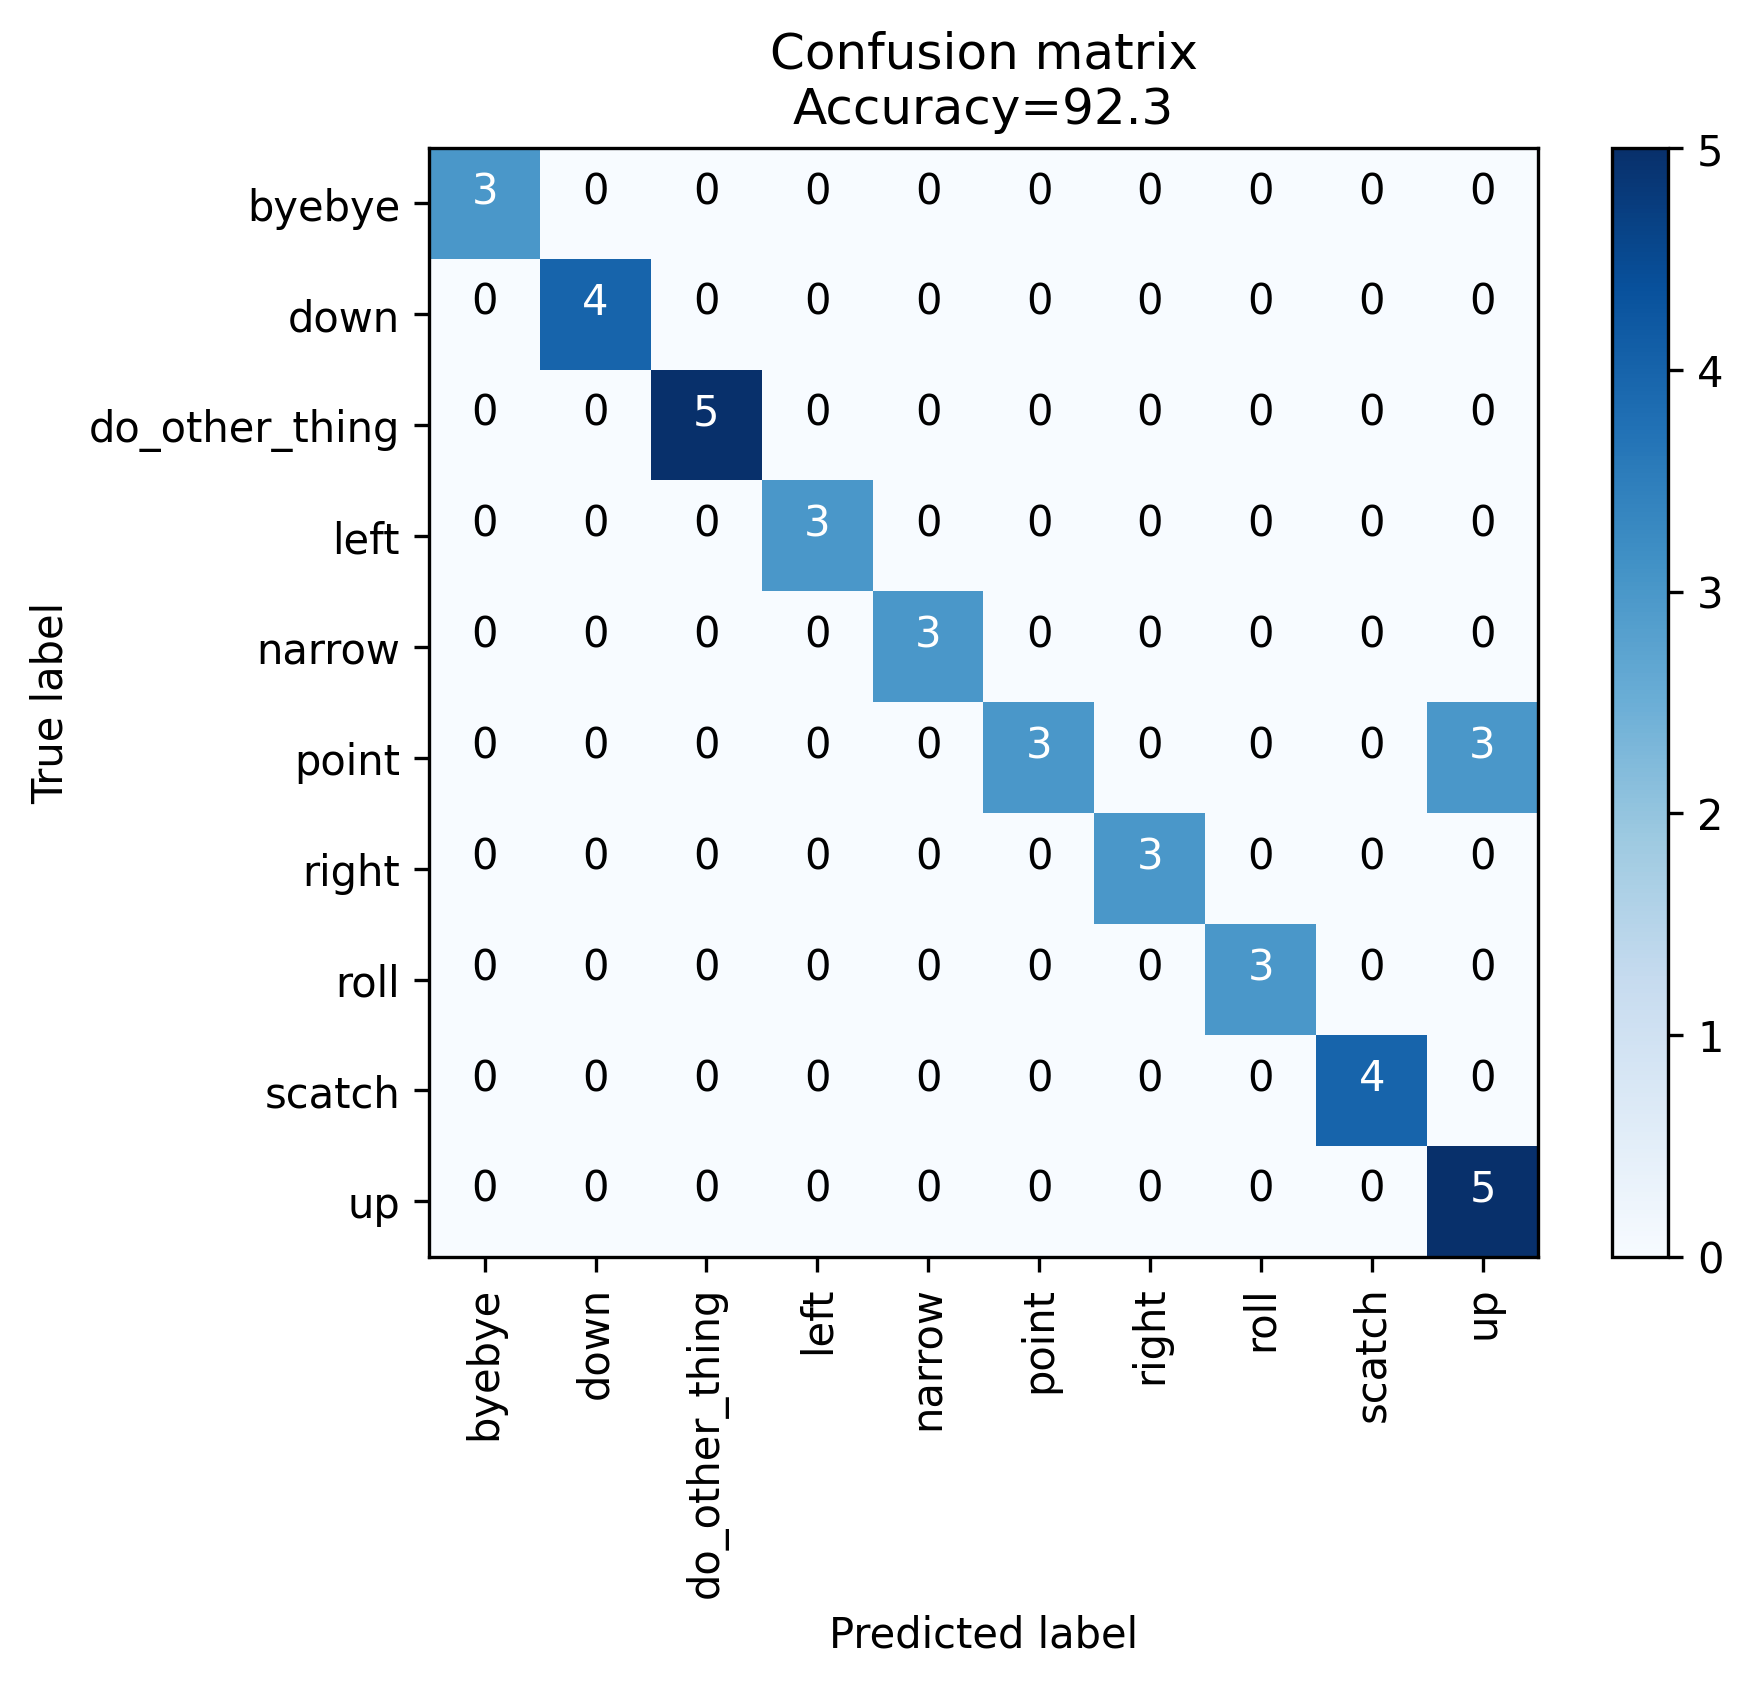 Confusion matrix
Accuracy=92.3
byebye 3 0 0 0 0 0 0 0 0 0
down 0 4 0 0 0 0 0 0 0 0
do_other_thing 0 0 5 0 0 0 0 0 0 0
left 0 0 0 3 0 0 0 0 0 0
narrow 0 0 0 0 3 0 0 0 0 0
point 0 0 0 0 0 3 0 0 0 3
right 0 0 0 0 0 0 3 0 0 0
roll 0 0 0 0 0 0 0 3 0 0
scatch 0 0 0 0 0 0 0 0 4 0
up 0 0 0 0 0 0 0 0 0 5
True label
byebye down do_other_thing left narrow point right roll scatch up
Predicted label
5
4
3
2
1
0